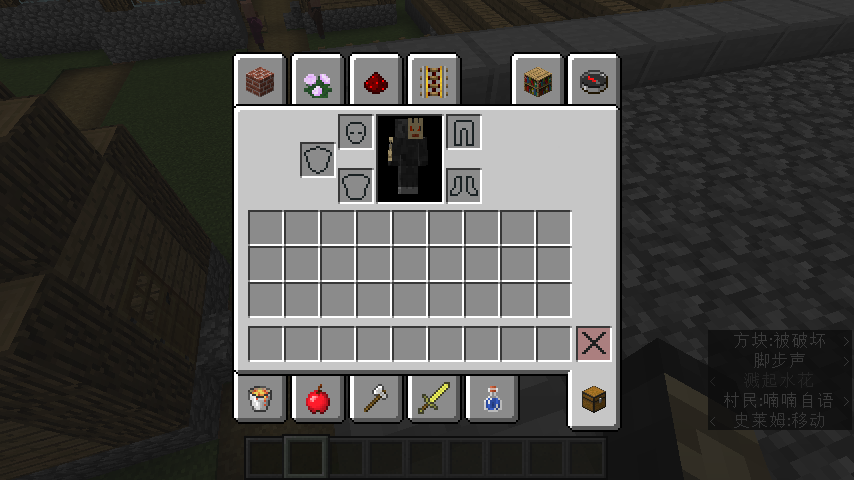 方块:被破坏 >
脚步声 >
< 溅起水花
村民:喃喃自语 >
< 史莱姆:移动